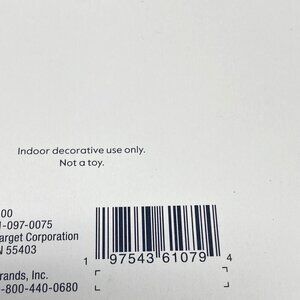 Indoor decorative use only.
Not a toy.
00
-097-0075
arget Corporation
N 55403
1 97543 61079 4
rands, Inc.
-800-440-0680